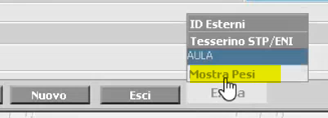 ID Esterni
Tesserino STP/ENI
AULA
Mostra Pesi
Nuovo
Esci